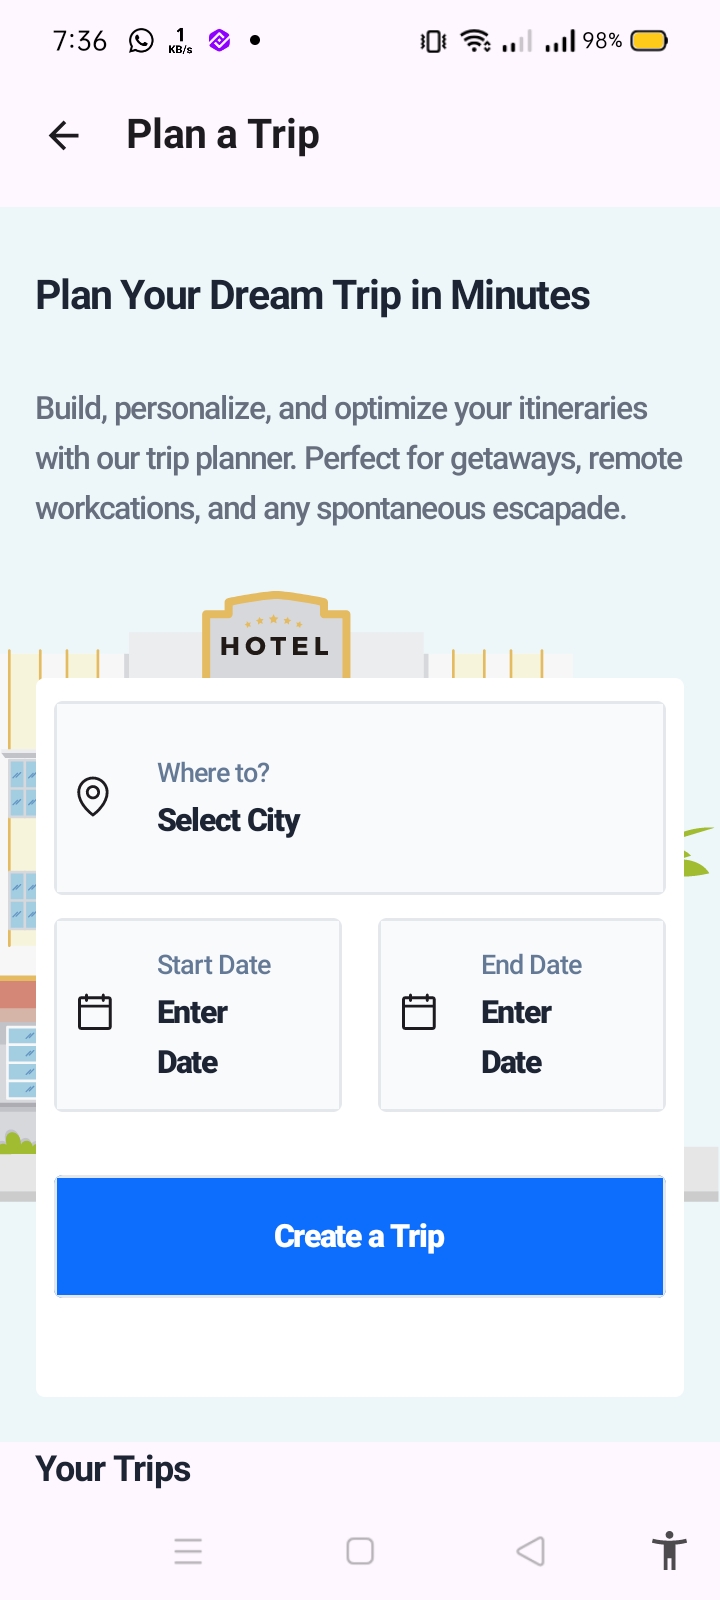 7:36 1 KB/s 98%
Plan a Trip
Plan Your Dream Trip in Minutes
Build, personalize, and optimize your itineraries
with our trip planner. Perfect for getaways, remote
workcations, and any spontaneous escapade.
HOTEL
Where to?
Select City
Start Date
Enter
Date
End Date
Enter
Date
Create a Trip
Your Trips